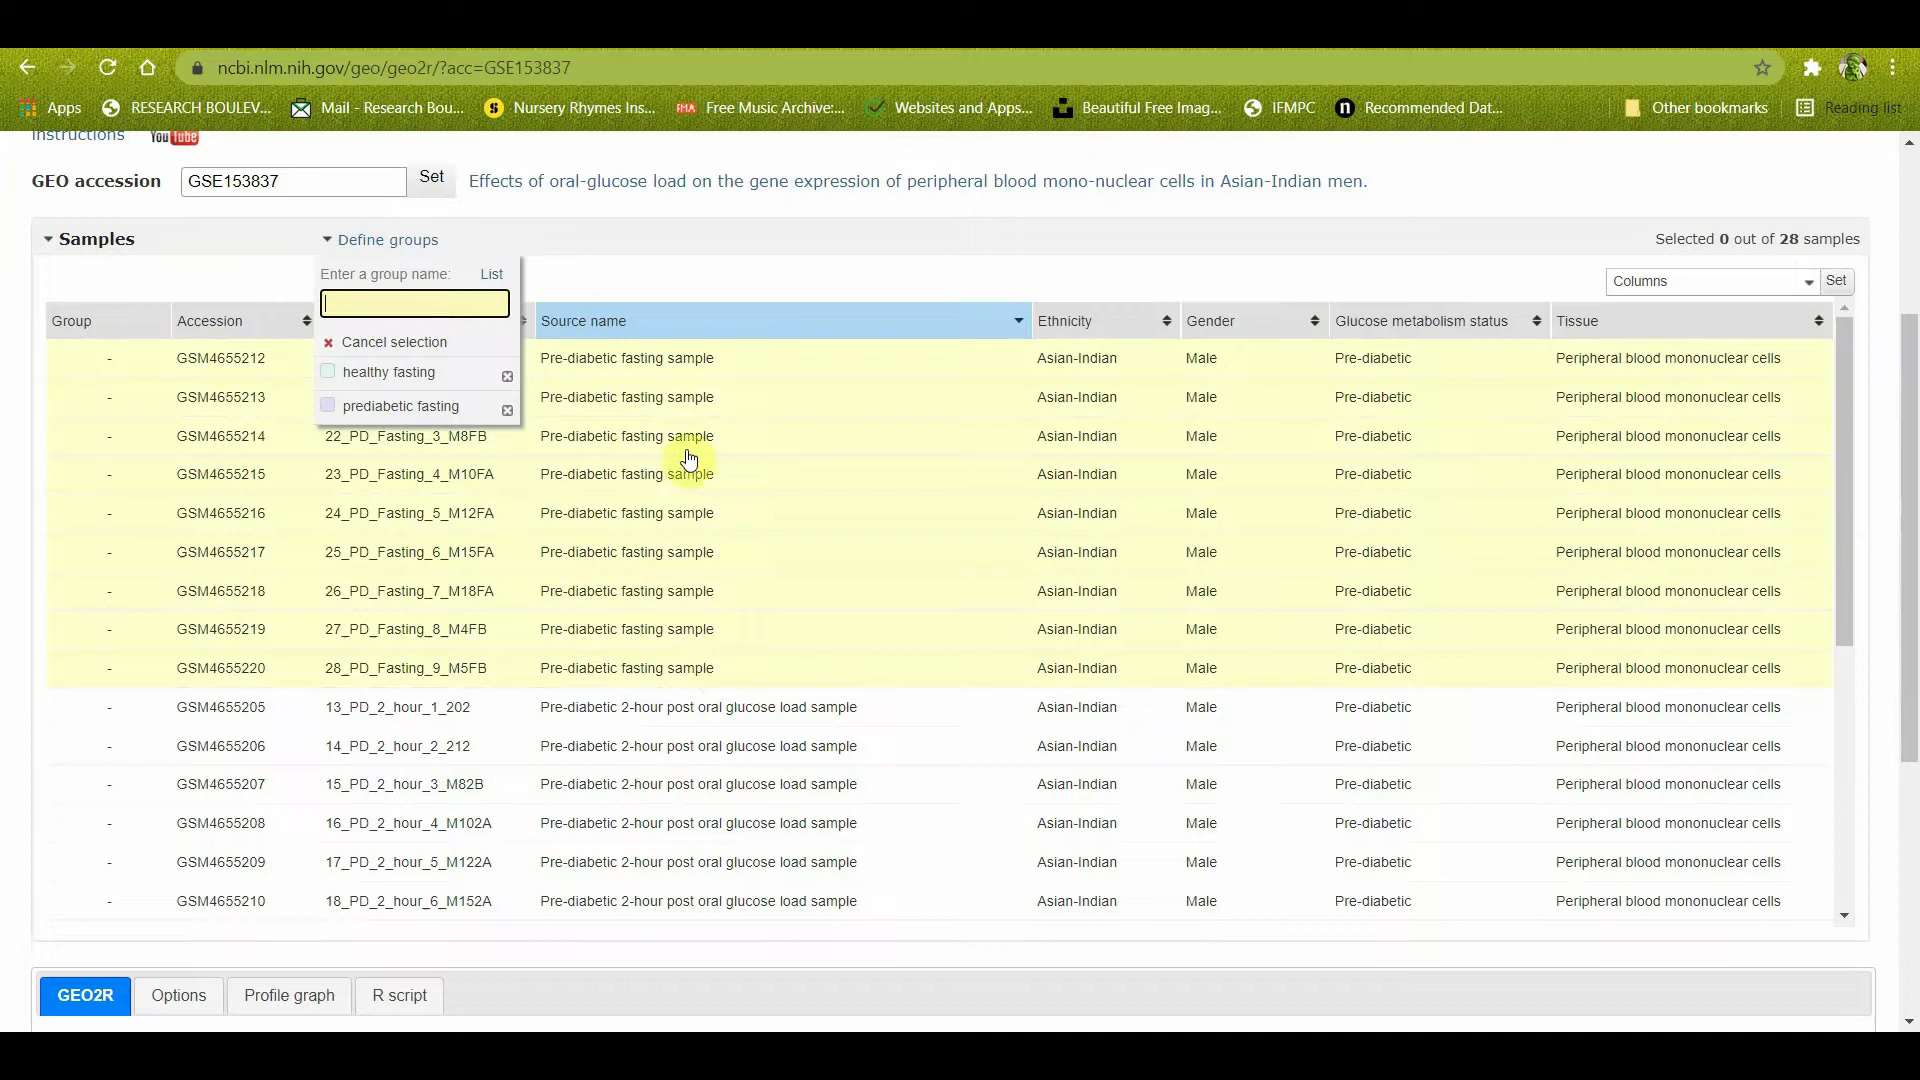 ncbi.nlm.nih.gov/geo/geo2r/?acc=GSE153837
Apps RESEARCH BOULEV... Mail - Research Bou... Nursery Rhymes Ins... FMA Free Music Archive:... Websites and Apps... Beautiful Free Imag... IFMPC n Recommended Dat... Other bookmarks Reading list
Instructions YouTube
GEO accession GSE153837 Set Effects of oral-glucose load on the gene expression of peripheral blood mono-nuclear cells in Asian-Indian men.
Samples Define groups Selected 0 out of 28 samples
Enter a group name: List
Columns Set
Group Accession Source name Ethnicity Gender Glucose metabolism status Tissue
Cancel selection
healthy fasting
prediabetic fasting
- GSM4655212 Pre-diabetic fasting sample Asian-Indian Male Pre-diabetic Peripheral blood mononuclear cells
- GSM4655213 Pre-diabetic fasting sample Asian-Indian Male Pre-diabetic Peripheral blood mononuclear cells
- GSM4655214 22_PD_Fasting_3_M8FB Pre-diabetic fasting sample Asian-Indian Male Pre-diabetic Peripheral blood mononuclear cells
- GSM4655215 23_PD_Fasting_4_M10FA Pre-diabetic fasting sample Asian-Indian Male Pre-diabetic Peripheral blood mononuclear cells
- GSM4655216 24_PD_Fasting_5_M12FA Pre-diabetic fasting sample Asian-Indian Male Pre-diabetic Peripheral blood mononuclear cells
- GSM4655217 25_PD_Fasting_6_M15FA Pre-diabetic fasting sample Asian-Indian Male Pre-diabetic Peripheral blood mononuclear cells
- GSM4655218 26_PD_Fasting_7_M18FA Pre-diabetic fasting sample Asian-Indian Male Pre-diabetic Peripheral blood mononuclear cells
- GSM4655219 27_PD_Fasting_8_M4FB Pre-diabetic fasting sample Asian-Indian Male Pre-diabetic Peripheral blood mononuclear cells
- GSM4655220 28_PD_Fasting_9_M5FB Pre-diabetic fasting sample Asian-Indian Male Pre-diabetic Peripheral blood mononuclear cells
- GSM4655205 13_PD_2_hour_1_202 Pre-diabetic 2-hour post oral glucose load sample Asian-Indian Male Pre-diabetic Peripheral blood mononuclear cells
- GSM4655206 14_PD_2_hour_2_212 Pre-diabetic 2-hour post oral glucose load sample Asian-Indian Male Pre-diabetic Peripheral blood mononuclear cells
- GSM4655207 15_PD_2_hour_3_M82B Pre-diabetic 2-hour post oral glucose load sample Asian-Indian Male Pre-diabetic Peripheral blood mononuclear cells
- GSM4655208 16_PD_2_hour_4_M102A Pre-diabetic 2-hour post oral glucose load sample Asian-Indian Male Pre-diabetic Peripheral blood mononuclear cells
- GSM4655209 17_PD_2_hour_5_M122A Pre-diabetic 2-hour post oral glucose load sample Asian-Indian Male Pre-diabetic Peripheral blood mononuclear cells
- GSM4655210 18_PD_2_hour_6_M152A Pre-diabetic 2-hour post oral glucose load sample Asian-Indian Male Pre-diabetic Peripheral blood mononuclear cells
GEO2R Options Profile graph R script